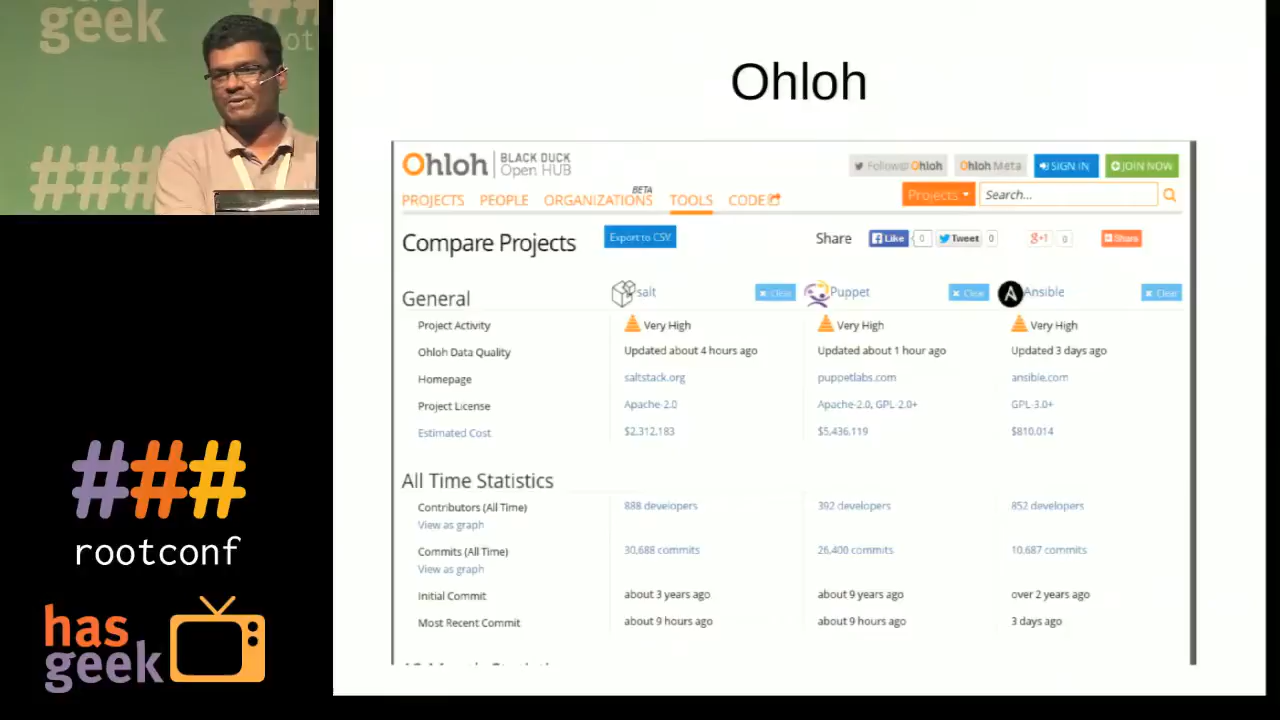 has
geek
###
root
###
###
rootconf
has
geek
Ohloh
Ohloh BLACK DUCK
Open HUB
Follow@ Ohloh
Ohloh Meta
SIGN IN
JOIN NOW
PROJECTS PEOPLE ORGANIZATIONS BETA TOOLS CODE
Projects Search...
Compare Projects
Export to CSV
Share Like 0 Tweet 0 g+1 0 Share
General salt Clear Puppet Clear Ansible Clear
Project Activity Very High Very High Very High
Ohloh Data Quality Updated about 4 hours ago Updated about 1 hour ago Updated 3 days ago
Homepage saltstack.org puppetlabs.com ansible.com
Project License Apache-2.0 Apache-2.0, GPL-2.0+ GPL-3.0+
Estimated Cost $2,312,183 $5,436,119 $810,014
All Time Statistics
Contributors (All Time) 888 developers 392 developers 852 developers
View as graph
Commits (All Time) 30,688 commits 26,400 commits 10,687 commits
View as graph
Initial Commit about 3 years ago about 9 years ago over 2 years ago
Most Recent Commit about 9 hours ago about 9 hours ago 3 days ago